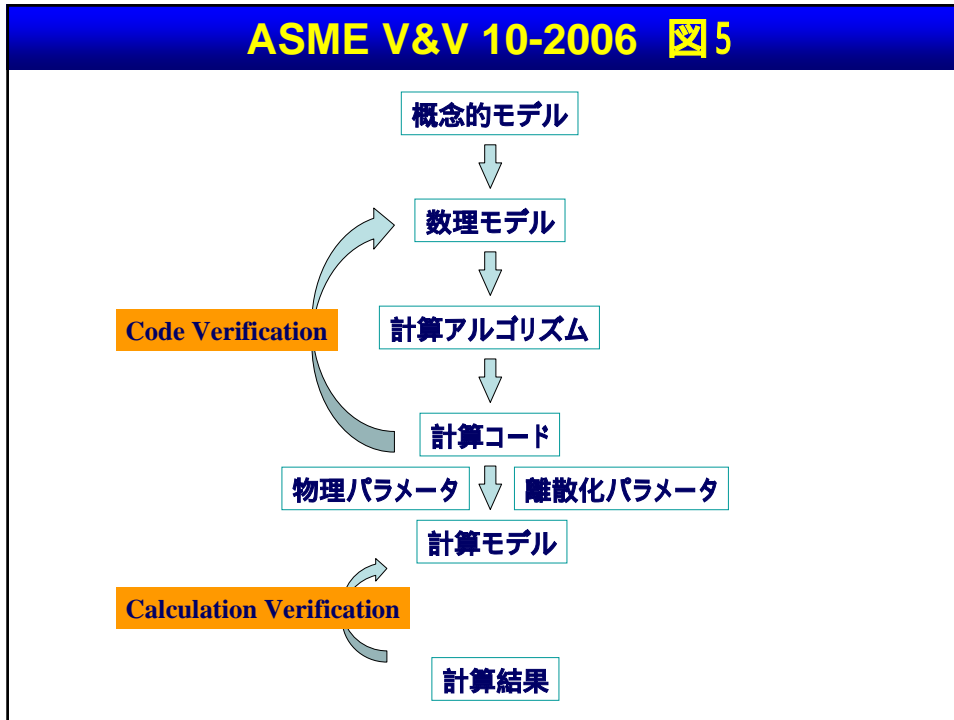 ASME V&V 10-2006 図5
概念的モデル
数理モデル
Code Verification
計算アルゴリズム
計算コード
物理パラメータ
離散化パラメータ
計算モデル
Calculation Verification
計算結果